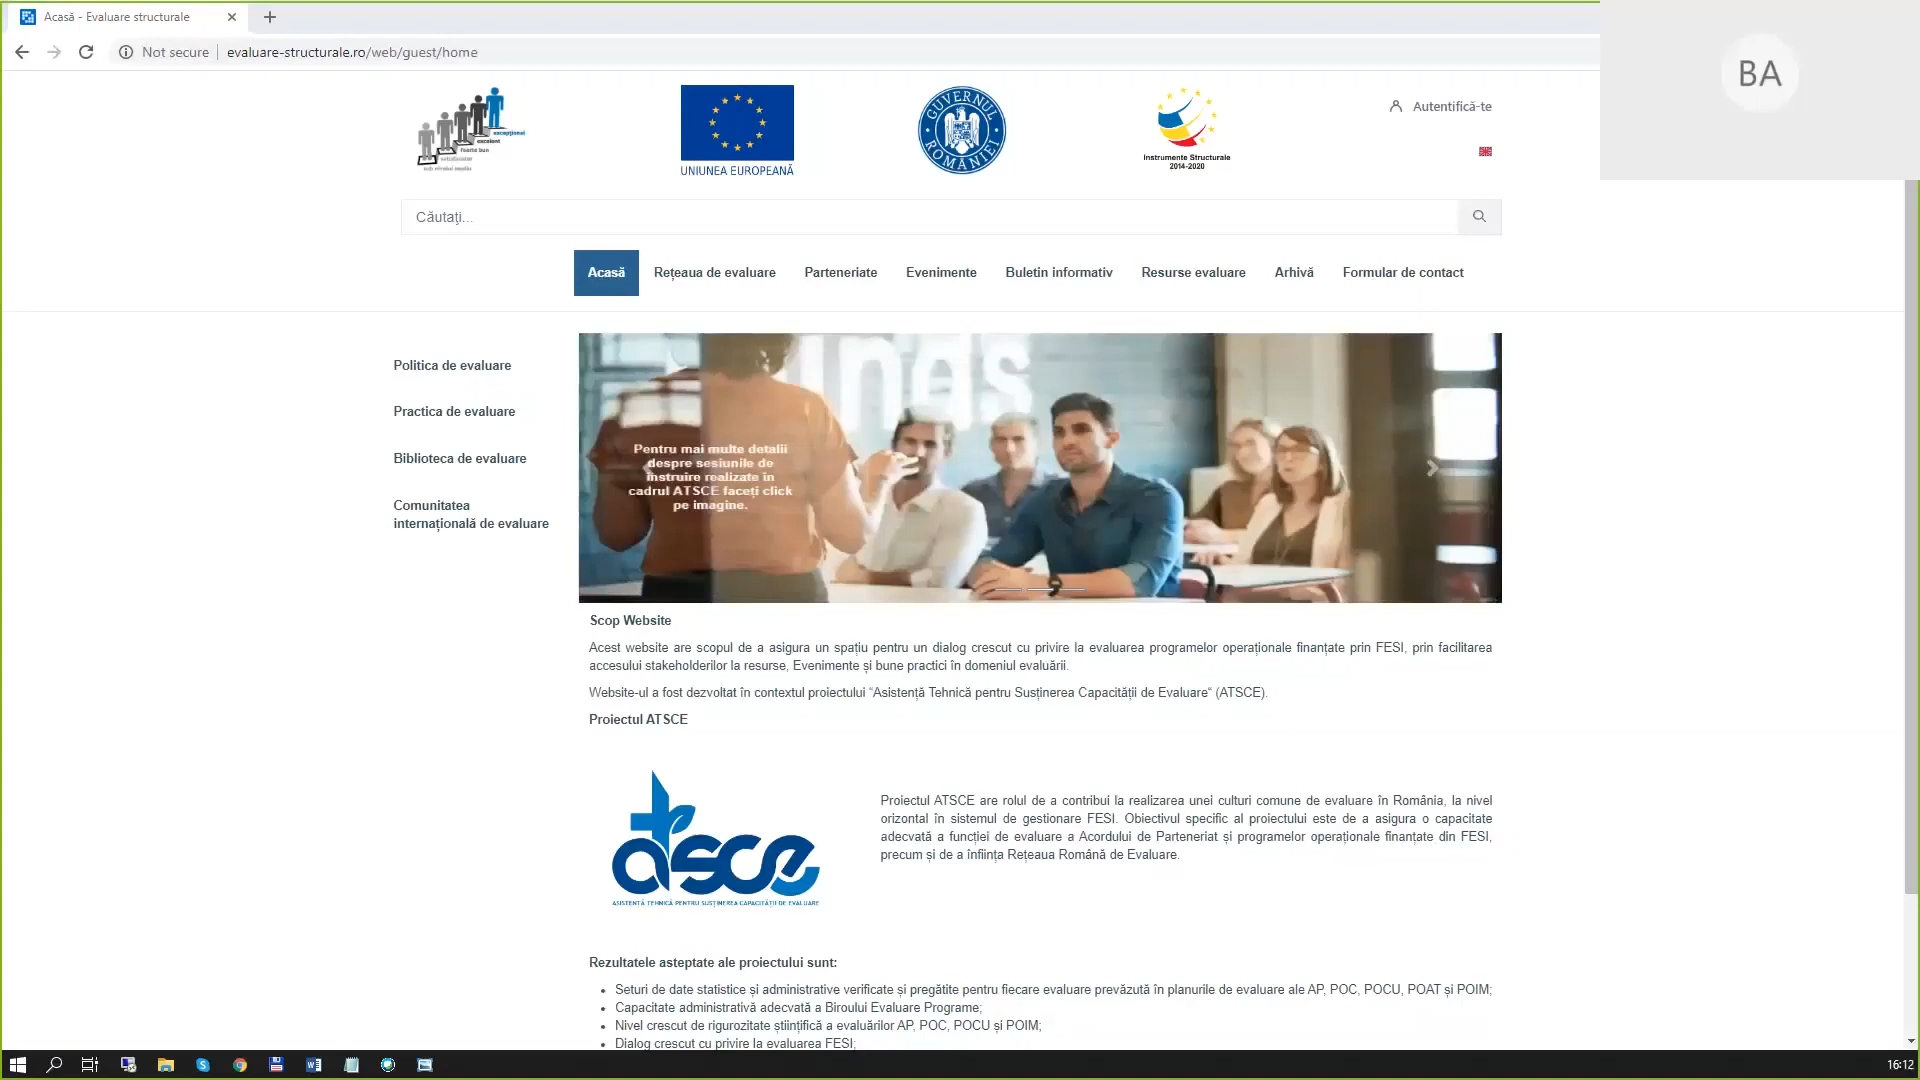 Acasă - Evaluare structurale
Not secure
evaluare-structurale.ro/web/guest/home
BA
exceptional
excelent
foarte bun
UNIUNEA EUROPEANĂ
GUVERNUL ROMÂNIEI
Instrumente Structurale
2014-2020
Autentifică-te
Căutați...
Acasă
Rețeaua de evaluare
Parteneriate
Evenimente
Buletin informativ
Resurse evaluare
Arhivă
Formular de contact
Politica de evaluare
Practica de evaluare
Biblioteca de evaluare
Comunitatea
internațională de evaluare
Pentru mai multe detalii
despre sesiunile de
instruire realizate in
cadrul ATSCE faceți click
pe imagine.
Scop Website
Acest website are scopul de a asigura un spațiu pentru un dialog crescut cu privire la evaluarea programelor operaționale finanțate prin FESI, prin facilitarea
accesului stakeholderilor la resurse, Evenimente și bune practici în domeniul evaluării.
Website-ul a fost dezvoltat în contextul proiectului “Asistență Tehnică pentru Susținerea Capacității de Evaluare“ (ATSCE).
Proiectul ATSCE
atsce
ASISTENȚĂ TEHNICĂ PENTRU SUSȚINEREA CAPACITĂȚII DE EVALUARE
Proiectul ATSCE are rolul de a contribui la realizarea unei culturi comune de evaluare în România, la nivel
orizontal în sistemul de gestionare FESI. Obiectivul specific al proiectului este de a asigura o capacitate
adecvată a funcției de evaluare a Acordului de Parteneriat și programelor operaționale finanțate din FESI,
precum și de a înființa Rețeaua Română de Evaluare.
Rezultatele asteptate ale proiectului sunt:
Seturi de date statistice și administrative verificate și pregătite pentru fiecare evaluare prevăzută în planurile de evaluare ale AP, POC, POCU, POAT și POIM;
Capacitate administrativă adecvată a Biroului Evaluare Programe;
Nivel crescut de rigurozitate științifică a evaluărilor AP, POC, POCU și POIM;
Dialog crescut cu privire la evaluarea FESI;
16:12